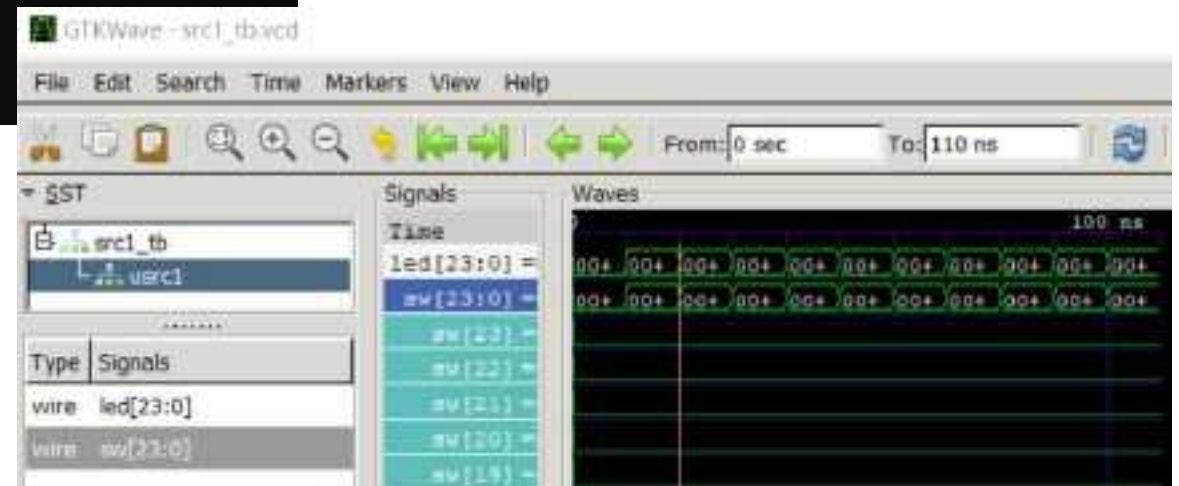 GTKWave - src1_tb.vcd
File Edit Search Time Markers View Help
From: 0 sec To: 110 ns
SST
Signals
Waves
src1_tb
usrc1
Time
100 ns
led[23:0] =
00+ 00+ 00+ 00+ 00+ 00+ 00+ 00+ 00+ 00+ 00+
sw[23:0] =
00+ 00+ 00+ 00+ 00+ 00+ 00+ 00+ 00+ 00+ 00+
sw[23] =
sw[22] =
sw[21] =
sw[20] =
sw[19] =
Type Signals
wire led[23:0]
wire sw[23:0]